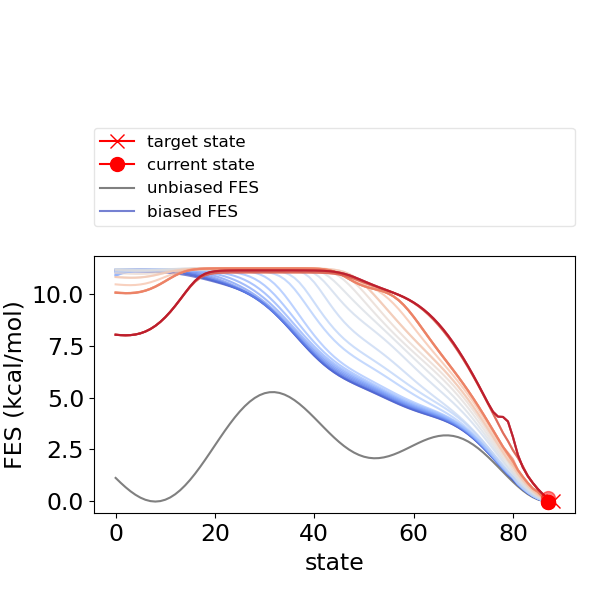 target state
current state
unbiased FES
biased FES
10.0
7.5
5.0
2.5
0.0
FES (kcal/mol)
0 20 40 60 80
state